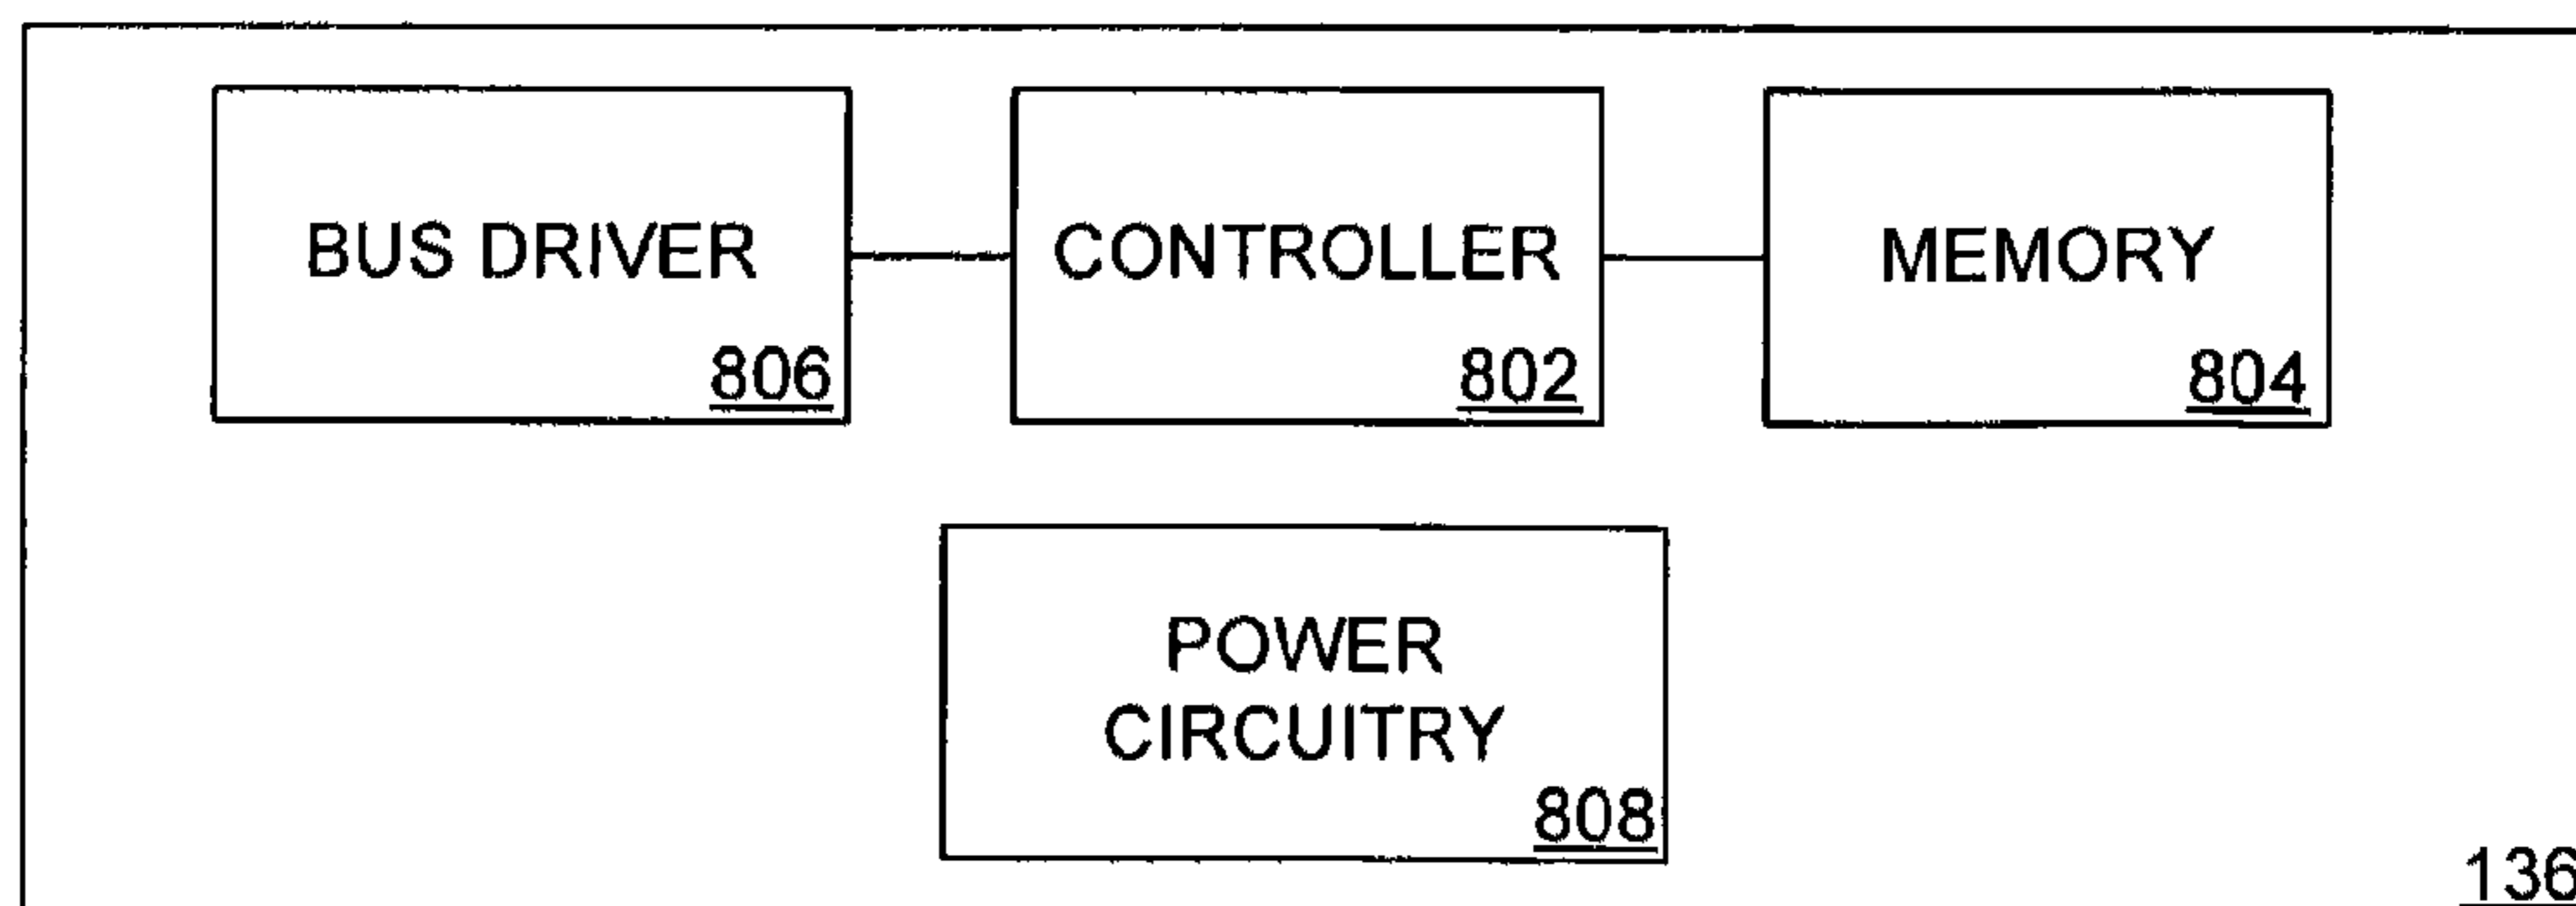 BUS DRIVER
806
CONTROLLER
802
MEMORY
804
POWER
CIRCUITRY
808
136